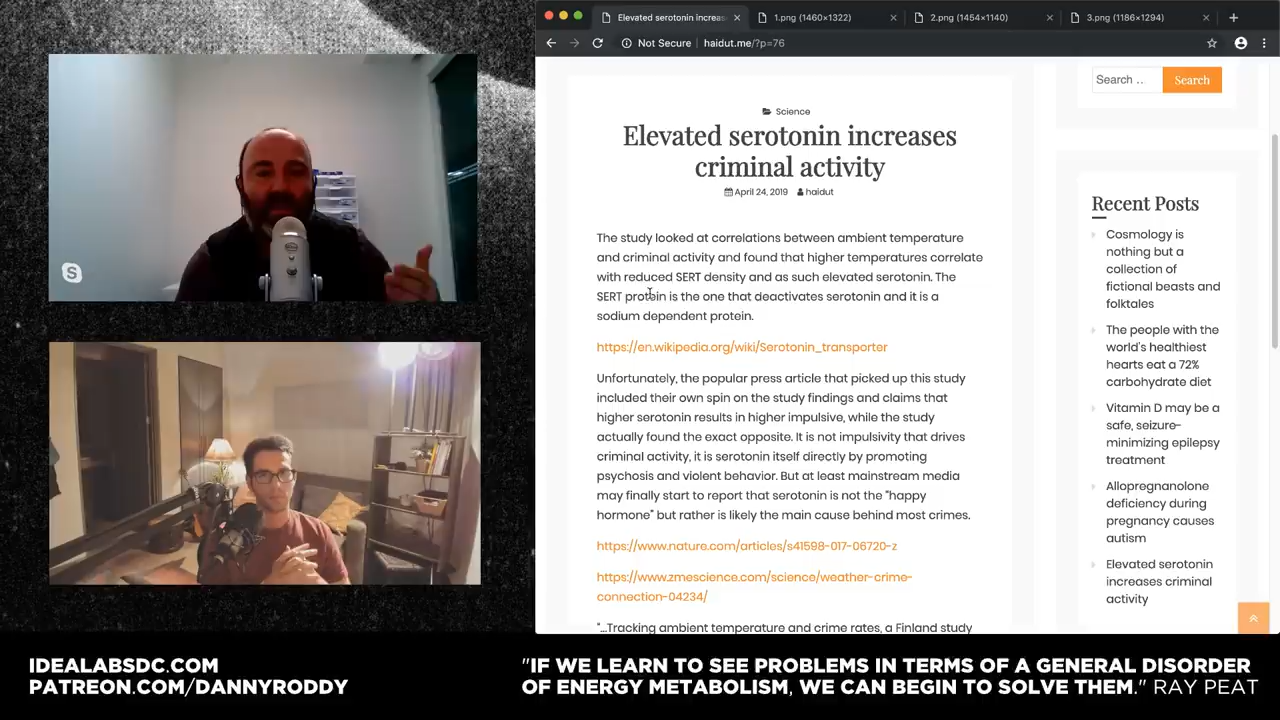 Elevated serotonin increas
1.png (1460×1322)
2.png (1454×1140)
3.png (1186×1294)
Not Secure | haidut.me/?p=76
Search …
Search
Science
Elevated serotonin increases
criminal activity
April 24, 2019 haidut
The study looked at correlations between ambient temperature
and criminal activity and found that higher temperatures correlate
with reduced SERT density and as such elevated serotonin. The
SERT protein is the one that deactivates serotonin and it is a
sodium dependent protein.
https://en.wikipedia.org/wiki/Serotonin_transporter
Unfortunately, the popular press article that picked up this study
included their own spin on the study findings and claims that
higher serotonin results in higher impulsive, while the study
actually found the exact opposite. It is not impulsivity that drives
criminal activity, it is serotonin itself directly by promoting
psychosis and violent behavior. But at least mainstream media
may finally start to report that serotonin is not the "happy
hormone" but rather is likely the main cause behind most crimes.
https://www.nature.com/articles/s41598-017-06720-z
https://www.zmescience.com/science/weather-crime-
connection-04234/
"…Tracking ambient temperature and crime rates, a Finland study
Recent Posts
Cosmology is
nothing but a
collection of
fictional beasts and
folktales
The people with the
world's healthiest
hearts eat a 72%
carbohydrate diet
Vitamin D may be a
safe, seizure-
minimizing epilepsy
treatment
Allopregnanolone
deficiency during
pregnancy causes
autism
Elevated serotonin
increases criminal
activity
IDEALABSDC.COM
PATREON.COM/DANNYRODDY
"IF WE LEARN TO SEE PROBLEMS IN TERMS OF A GENERAL DISORDER
OF ENERGY METABOLISM, WE CAN BEGIN TO SOLVE THEM." RAY PEAT